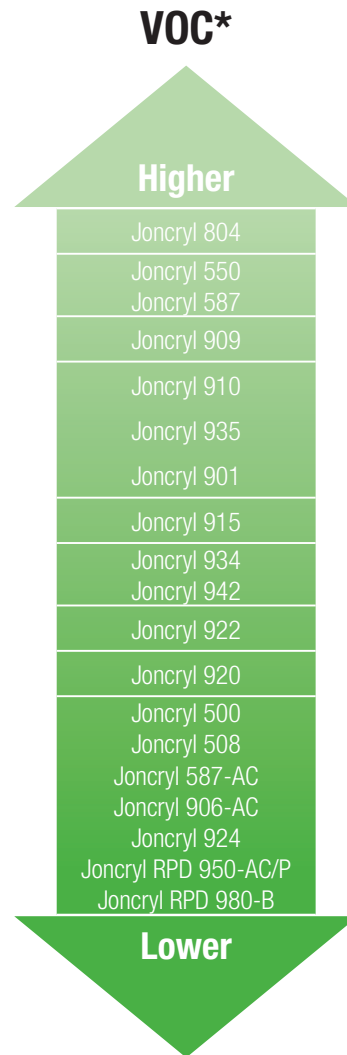 VOC*
Higher
Joncryl 804
Joncryl 550
Joncryl 587
Joncryl 909
Joncryl 910
Joncryl 935
Joncryl 901
Joncryl 915
Joncryl 934
Joncryl 942
Joncryl 922
Joncryl 920
Joncryl 500
Joncryl 508
Joncryl 587-AC
Joncryl 906-AC
Joncryl 924
Joncryl RPD 950-AC/P
Joncryl RPD 980-B
Lower